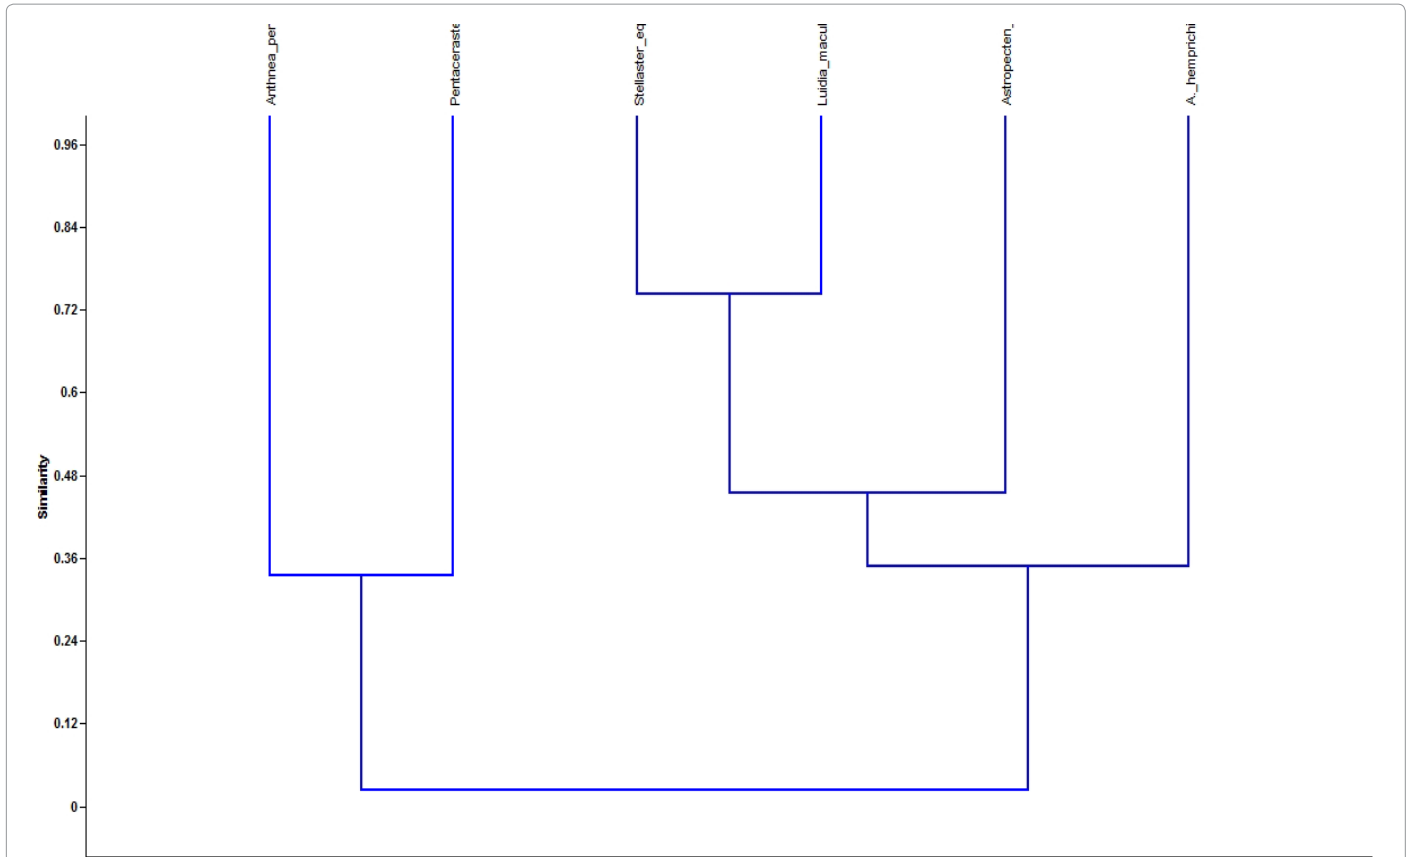 Anthnea_per
Pentaceraste
Stellaster_eq
Luidia_macul
Astropecten_
A._hemprichi
0.96
0.84
0.72
0.6
0.48
0.36
0.24
0.12
0
Similarity